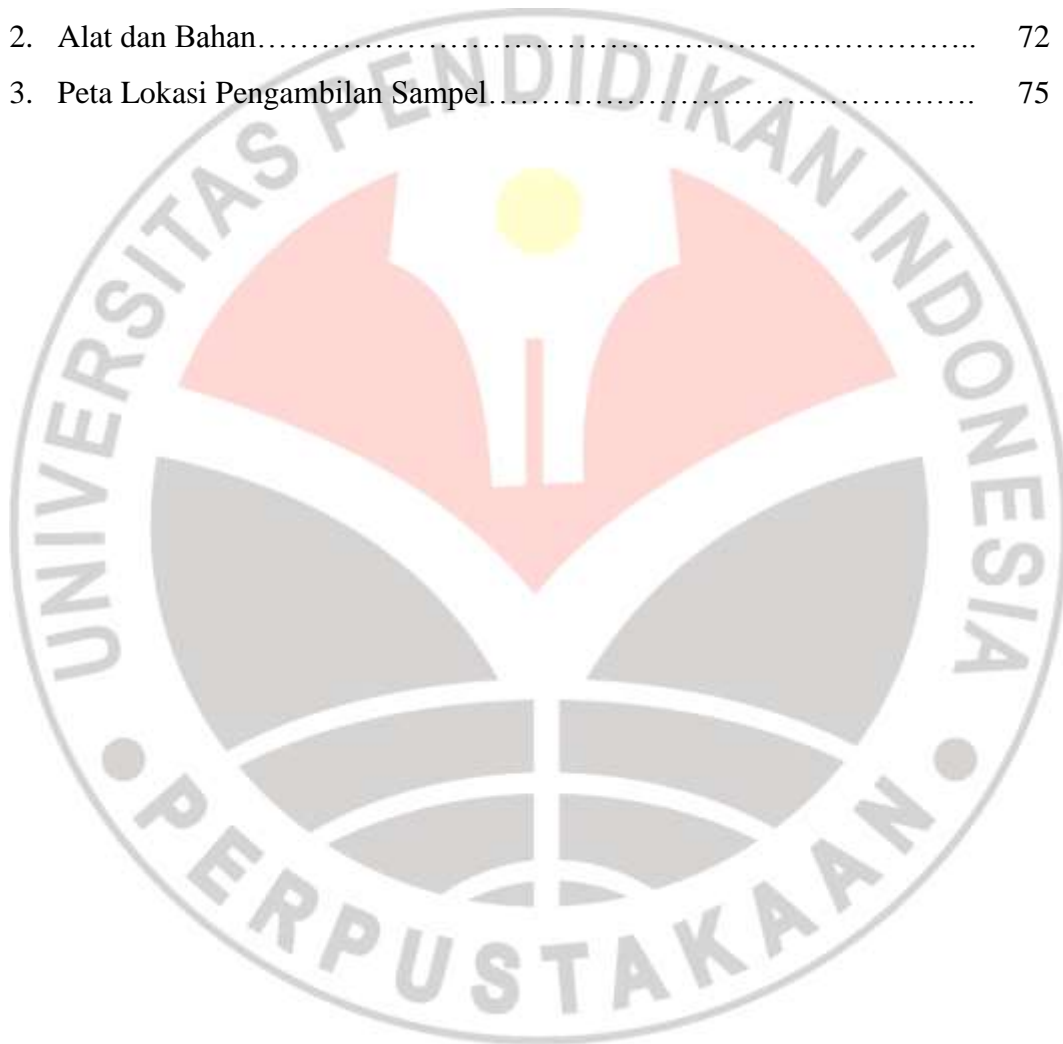 2. Alat dan Bahan……………………………………………………….. 72
3. Peta Lokasi Pengambilan Sampel………………………………………. 75
UNIVERSITAS PENDIDIKAN INDONESIA
• PERPUSTAKAAN •